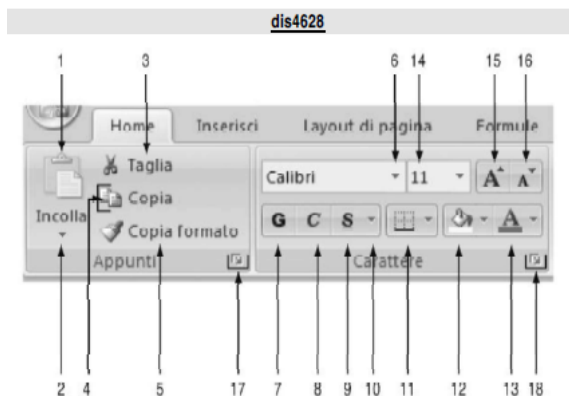 dis4628
1 3 6 14 15 16
Home Inserisci Layout di pagina Formule
Taglia
Calibri 11 A A
Copia
Incolla
G C S A
Copia formato
Appunti Carattere
2 4 5 17 7 8 9 10 11 12 13 18